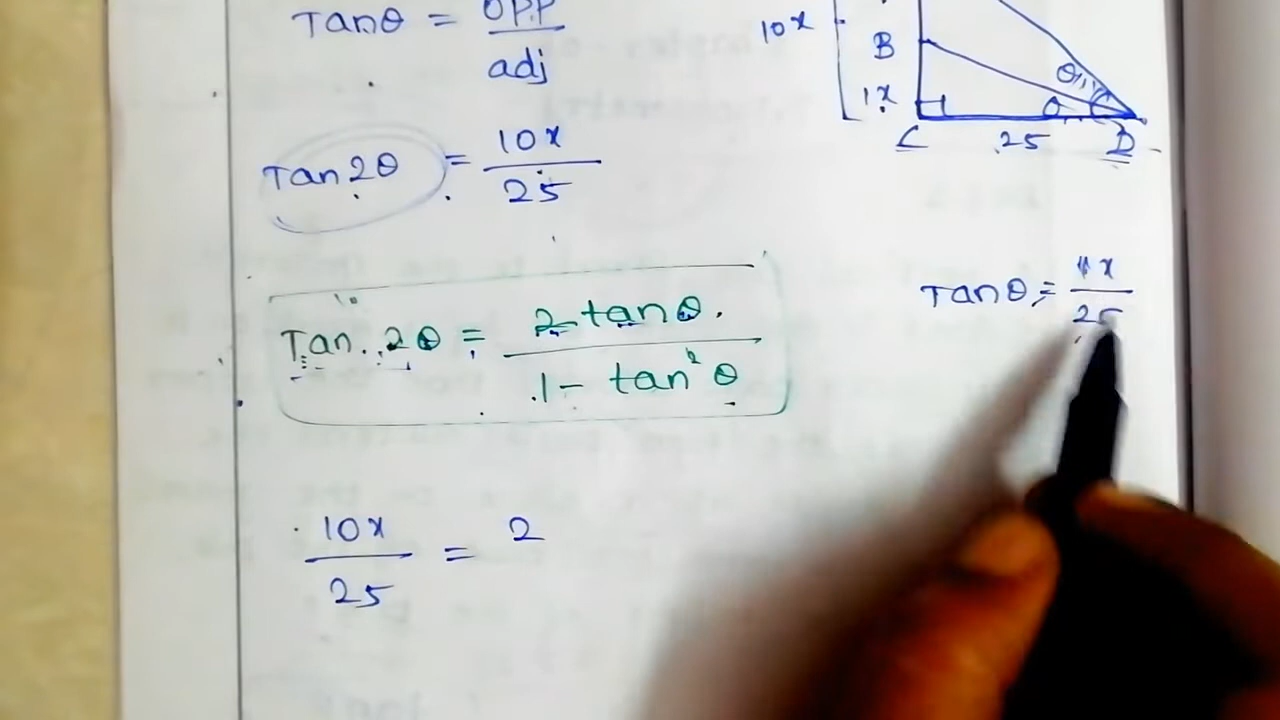 Tanθ = OPP
adj
10x
B
1x
θ
θ
C 25 D
Tan2θ = 10x
25
Tanθ = 1x
25
Tan 2θ = 2 tanθ
1 - tan² θ
10x = 2
25